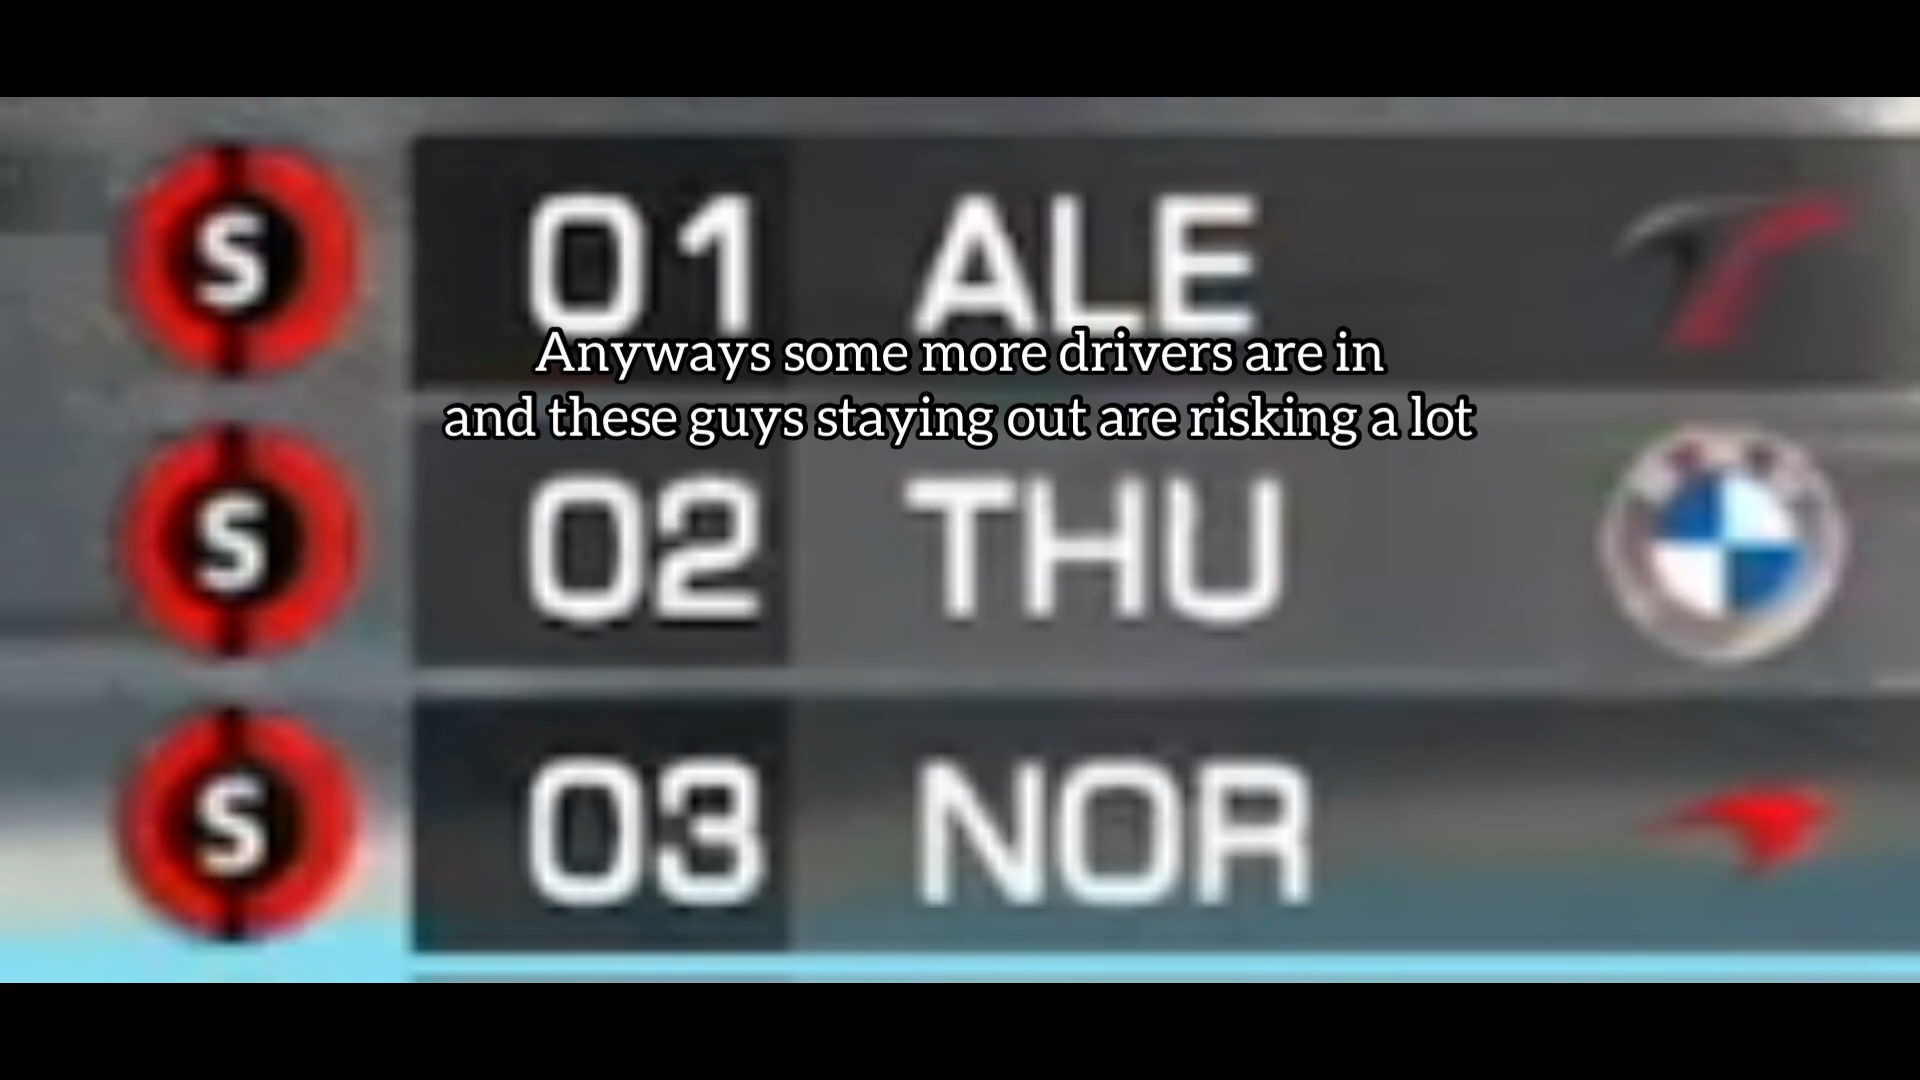 S 01 ALE
Anyways some more drivers are in
and these guys staying out are risking a lot
S 02 THU
S 03 NOR